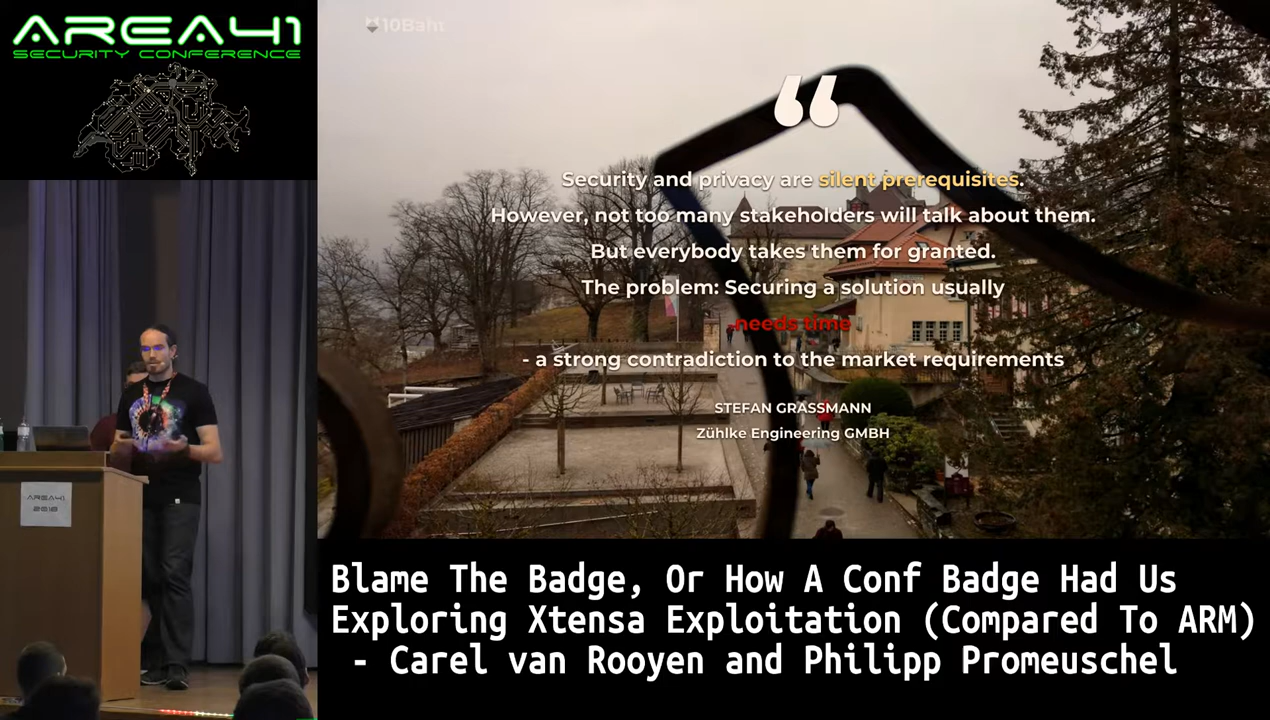 AREA41
SECURITY CONFERENCE
10Baht
“
Security and privacy are silent prerequisites.
However, not too many stakeholders will talk about them.
But everybody takes them for granted.
The problem: Securing a solution usually
-needs time
- a strong contradiction to the market requirements
STEFAN GRASSMANN
Zühlke Engineering GMBH
AREA41
2018
Blame The Badge, Or How A Conf Badge Had Us
Exploring Xtensa Exploitation (Compared To ARM)
- Carel van Rooyen and Philipp Promeuschel